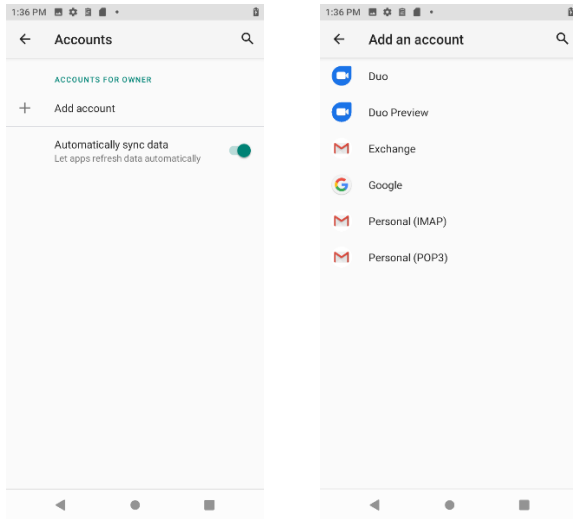 1:36 PM
Accounts
ACCOUNTS FOR OWNER
Add account
Automatically sync data
Let apps refresh data automatically
1:36 PM
Add an account
Duo
Duo Preview
Exchange
Google
Personal (IMAP)
Personal (POP3)